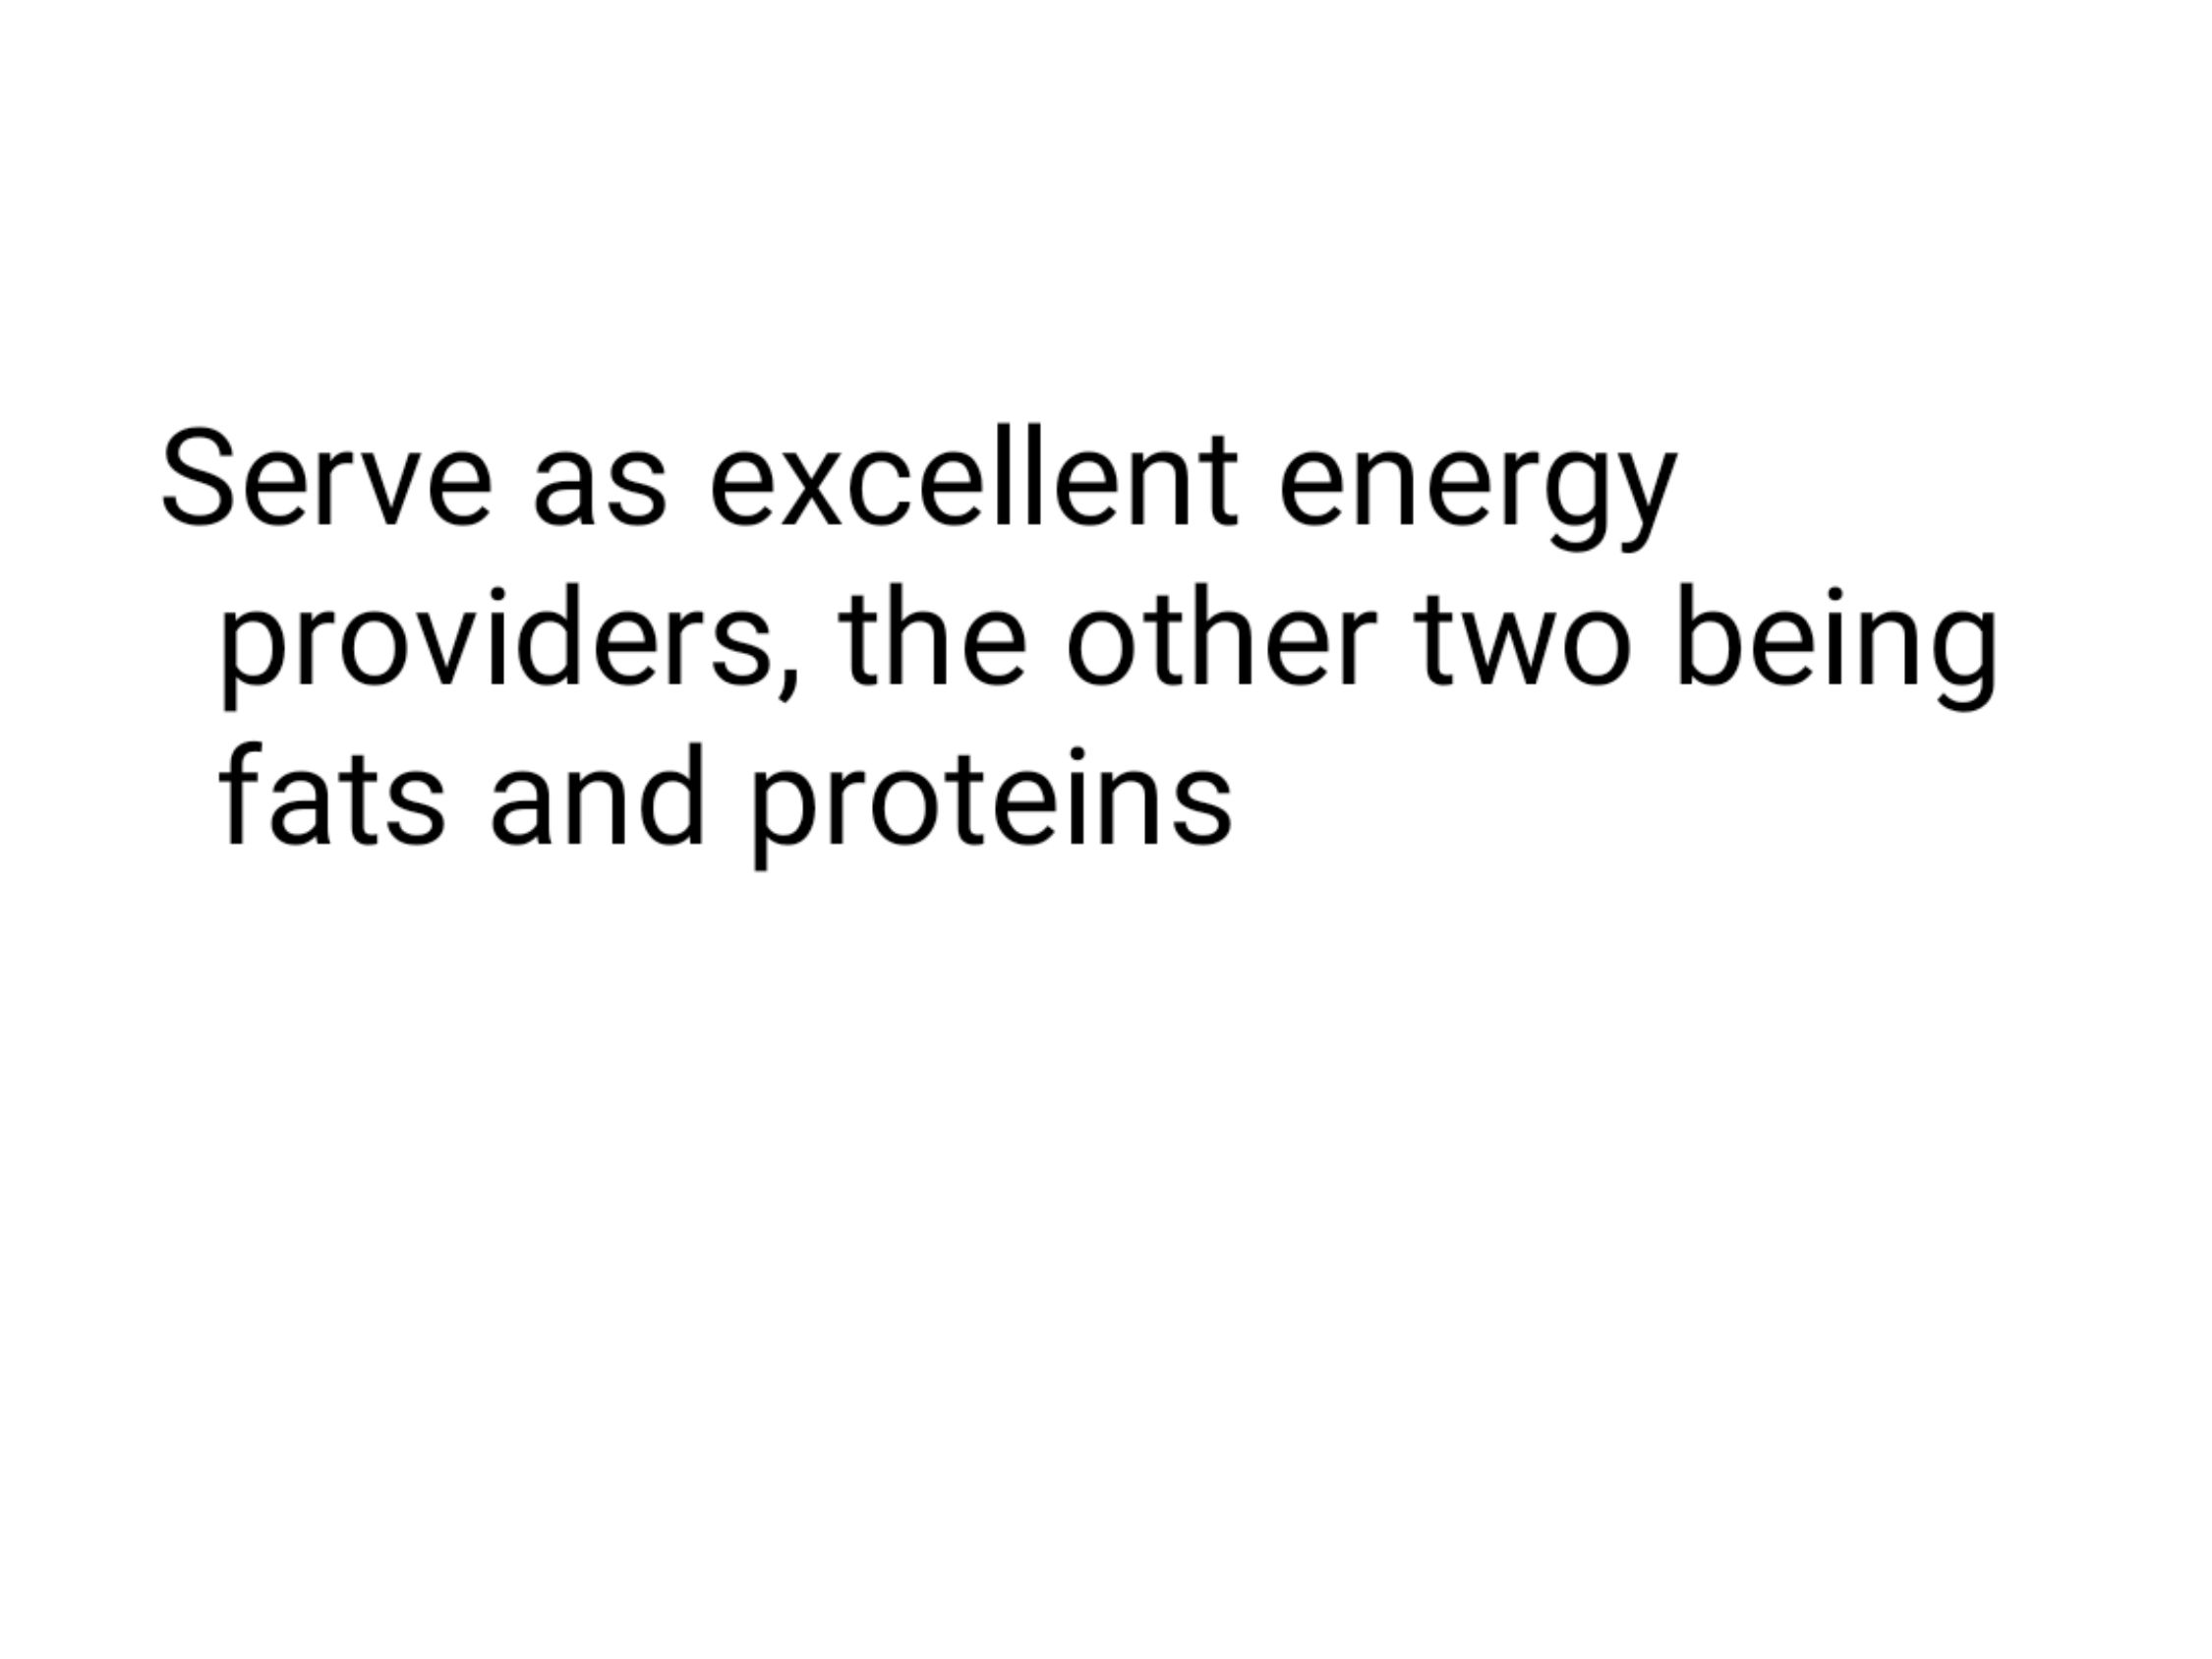 Serve as excellent energy
providers, the other two being
fats and proteins